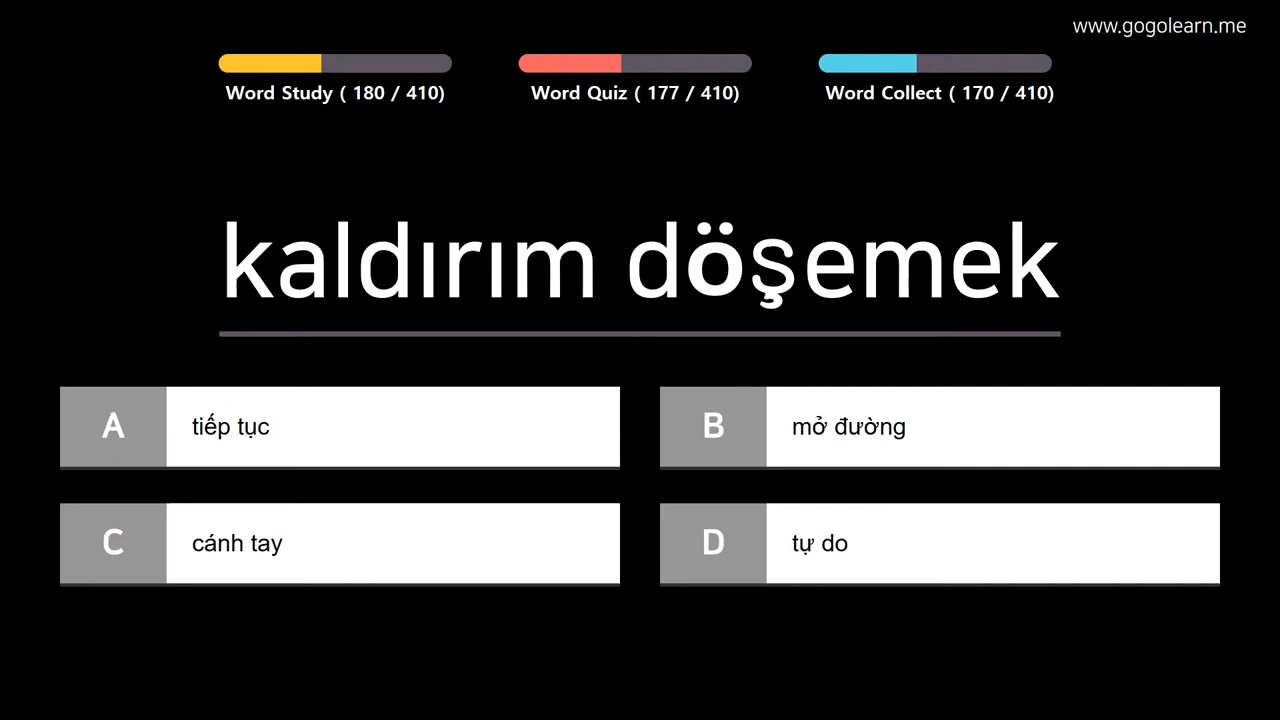 www.gogolearn.me
Word Study ( 180 / 410)
Word Quiz ( 177 / 410)
Word Collect ( 170 / 410)
kaldırım döşemek
A tiếp tục
B mở đường
C cánh tay
D tự do